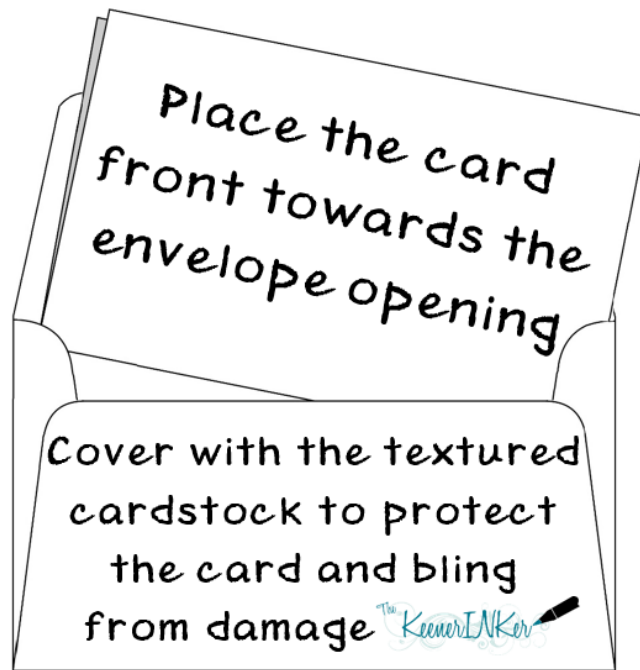 Place the card
front towards the
envelope opening
Cover with the textured
cardstock to protect
the card and bling
from damage
The KeenerINKer